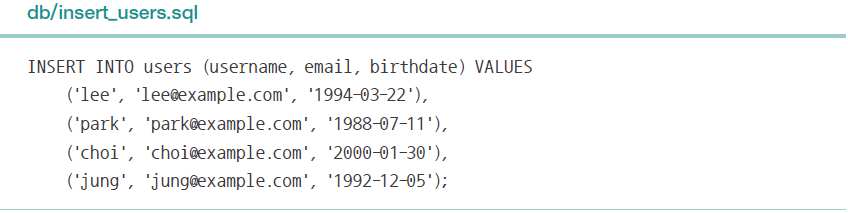 db/insert_users.sql
INSERT INTO users (username, email, birthdate) VALUES
('lee', 'lee@example.com', '1994-03-22'),
('park', 'park@example.com', '1988-07-11'),
('choi', 'choi@example.com', '2000-01-30'),
('jung', 'jung@example.com', '1992-12-05');